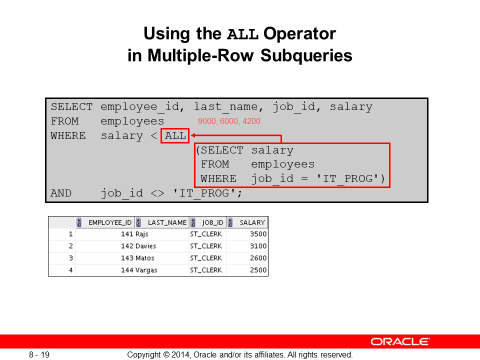 Using the ALL Operator
in Multiple-Row Subqueries
SELECT employee_id, last_name, job_id, salary
FROM employees 9000, 6000, 4200
WHERE salary < ALL
(SELECT salary
FROM employees
WHERE job_id = 'IT_PROG')
AND job_id <> 'IT_PROG';
EMPLOYEE_ID LAST_NAME JOB_ID SALARY
1 141 Rajs ST_CLERK 3500
2 142 Davies ST_CLERK 3100
3 143 Matos ST_CLERK 2600
4 144 Vargas ST_CLERK 2500
ORACLE
8 - 19 Copyright © 2014, Oracle and/or its affiliates. All rights reserved.